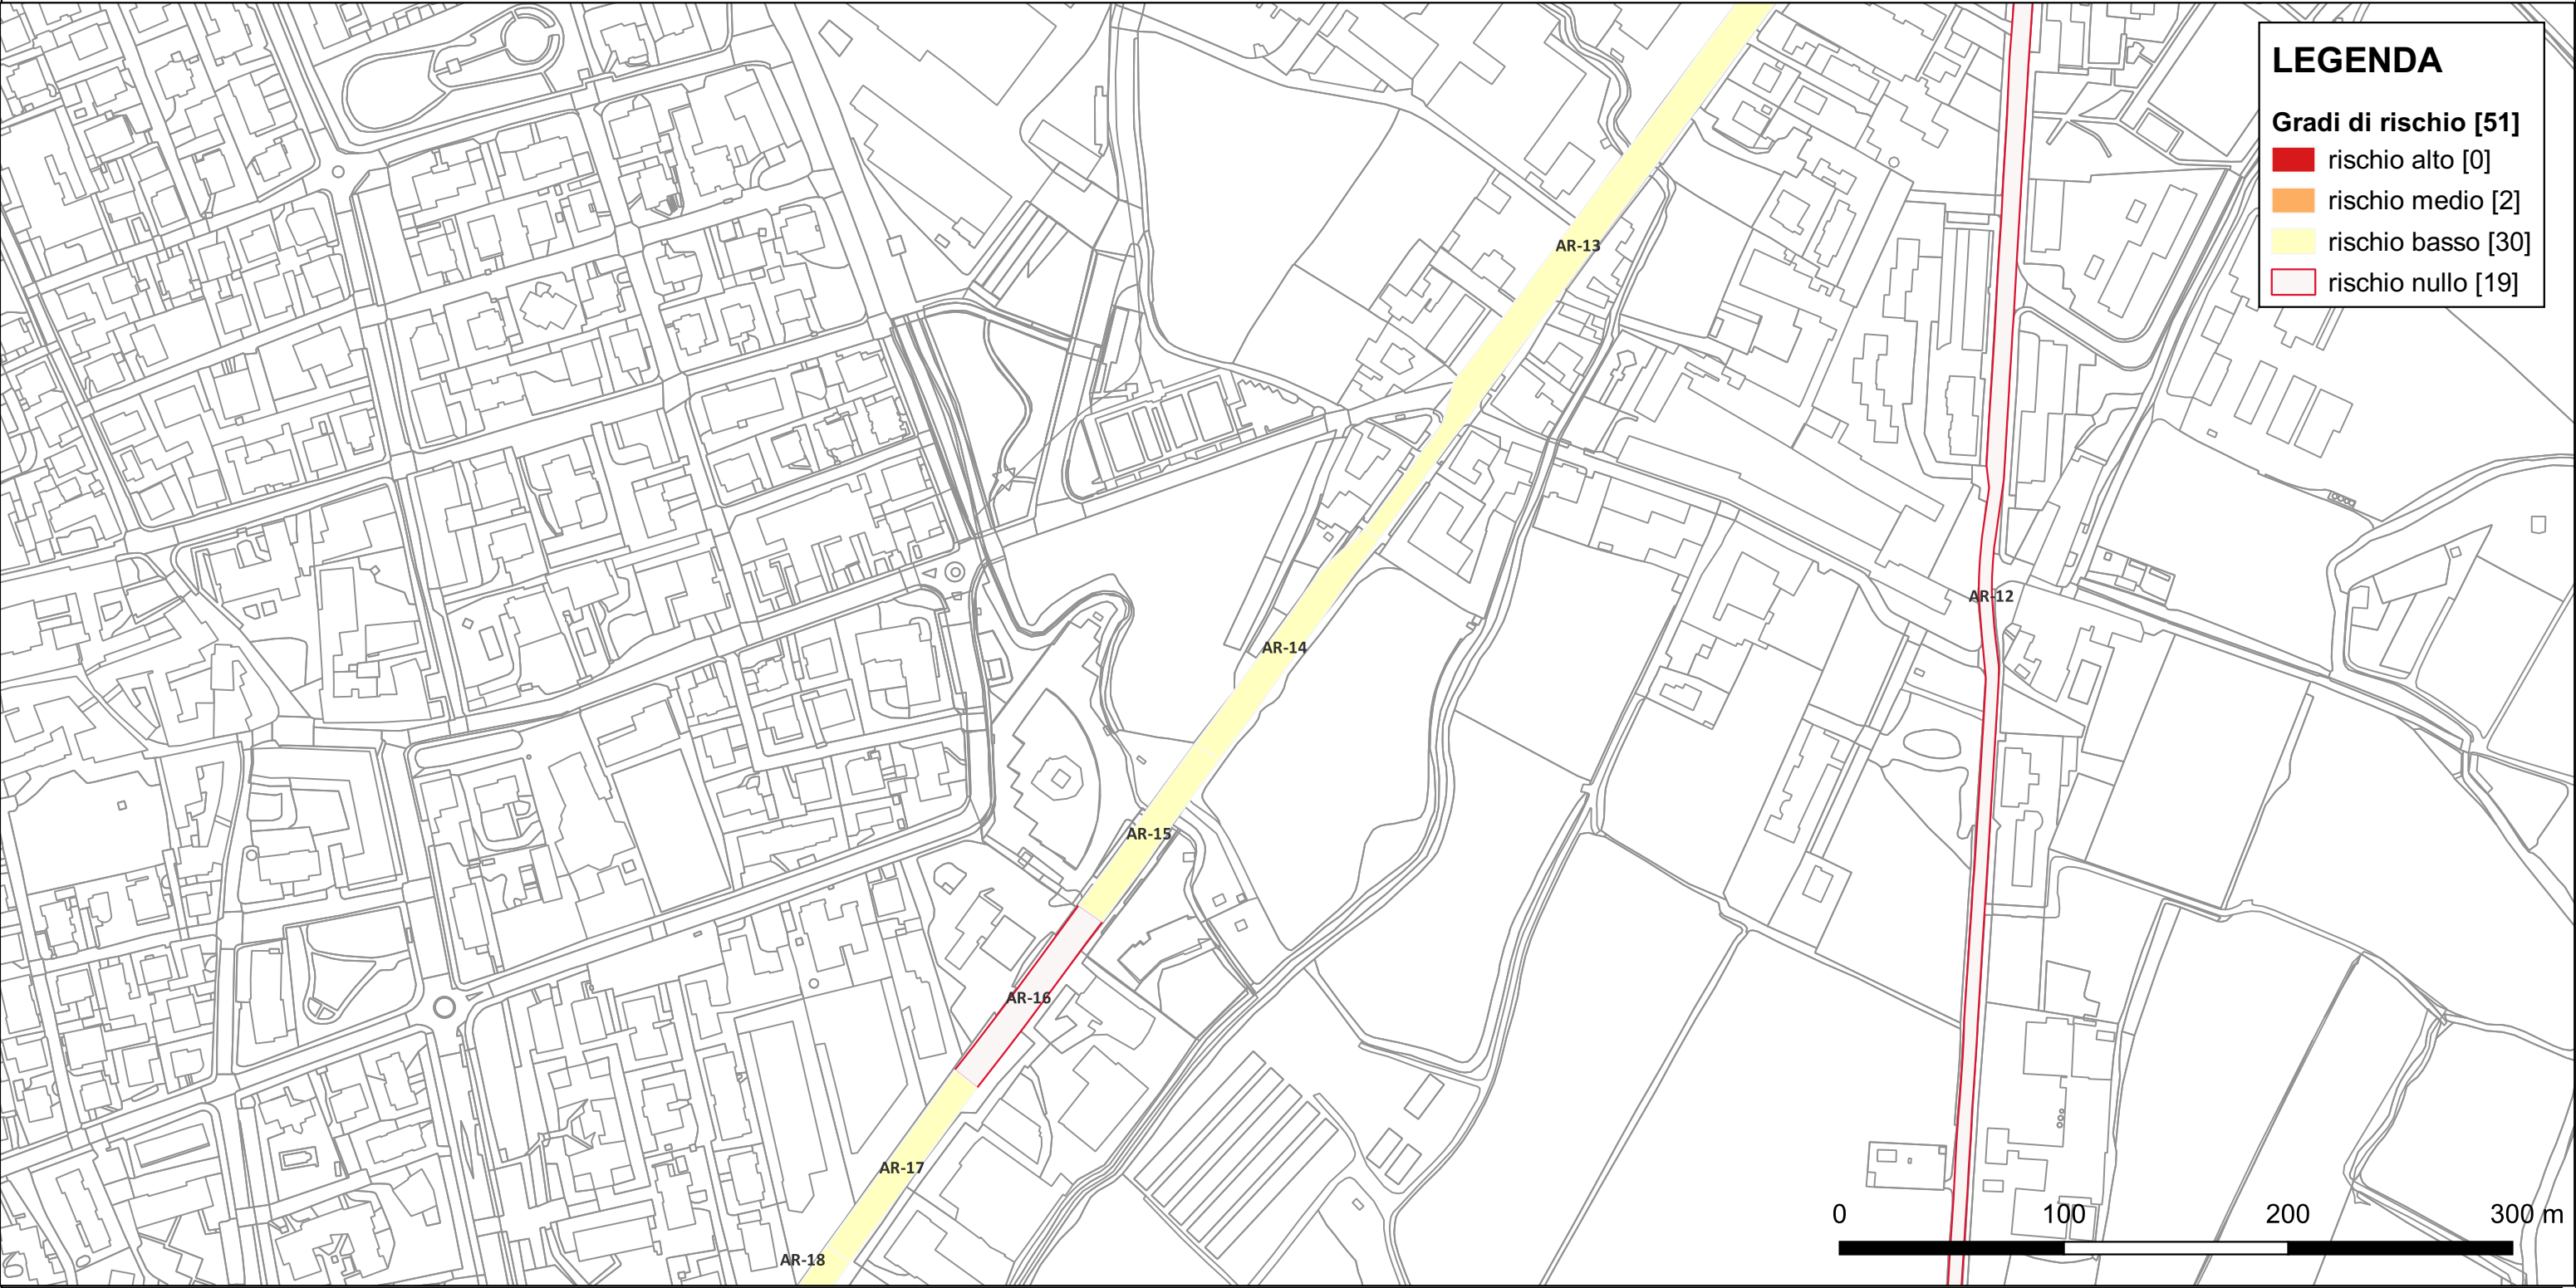 LEGENDA
Gradi di rischio [51]
rischio alto [0]
rischio medio [2]
rischio basso [30]
rischio nullo [19]
AR-13
AR-12
AR-14
AR-15
AR-16
AR-17
AR-18
0 100 200 300 m